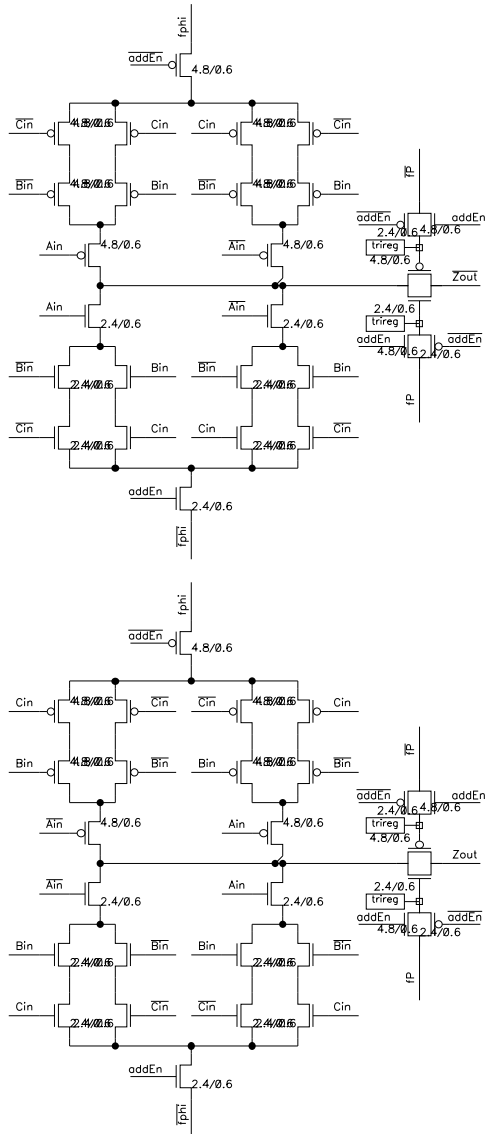 fphi
addEn
4.8/0.6
Cin Cin Cin Cin
Bin Bin Bin Bin
fP
addEn addEn
2.4/0.6 4.8/0.6
Ain 4.8/0.6 Ain 4.8/0.6
trireg
4.8/0.6
Zout
2.4/0.6
Ain 2.4/0.6 Ain 2.4/0.6
trireg
addEn addEn
4.8/0.6 2.4/0.6
Bin Bin Bin Bin
fP
Cin Cin Cin Cin
addEn
2.4/0.6
fphi
fphi
addEn
4.8/0.6
Cin Cin Cin Cin
Bin Bin Bin Bin
fP
addEn addEn
2.4/0.6 4.8/0.6
Ain 4.8/0.6 Ain 4.8/0.6
trireg
4.8/0.6
Zout
2.4/0.6
Ain 2.4/0.6 Ain 2.4/0.6
trireg
addEn addEn
4.8/0.6 2.4/0.6
Bin Bin Bin Bin
fP
Cin Cin Cin Cin
addEn
2.4/0.6
fphi